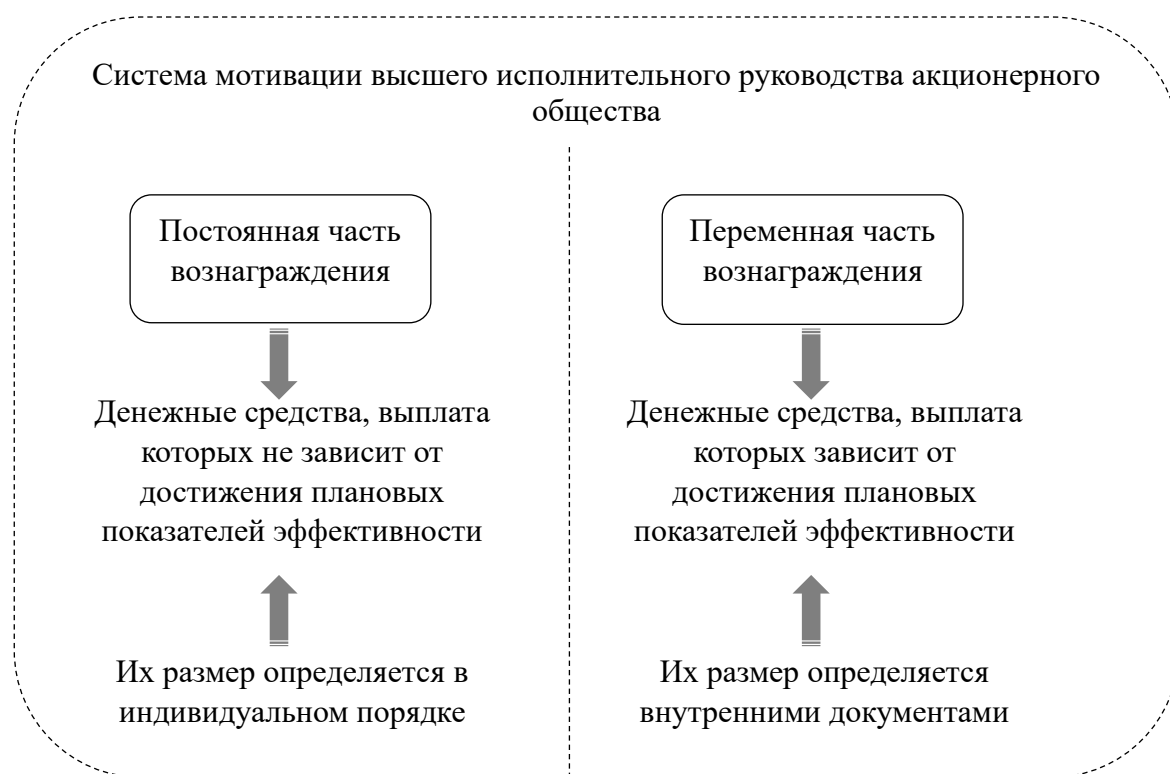 Система мотивации высшего исполнительного руководства акционерного
общества
Постоянная часть
вознаграждения
Денежные средства, выплата
которых не зависит от
достижения плановых
показателей эффективности
Их размер определяется в
индивидуальном порядке
Переменная часть
вознаграждения
Денежные средства, выплата
которых зависит от
достижения плановых
показателей эффективности
Их размер определяется
внутренними документами